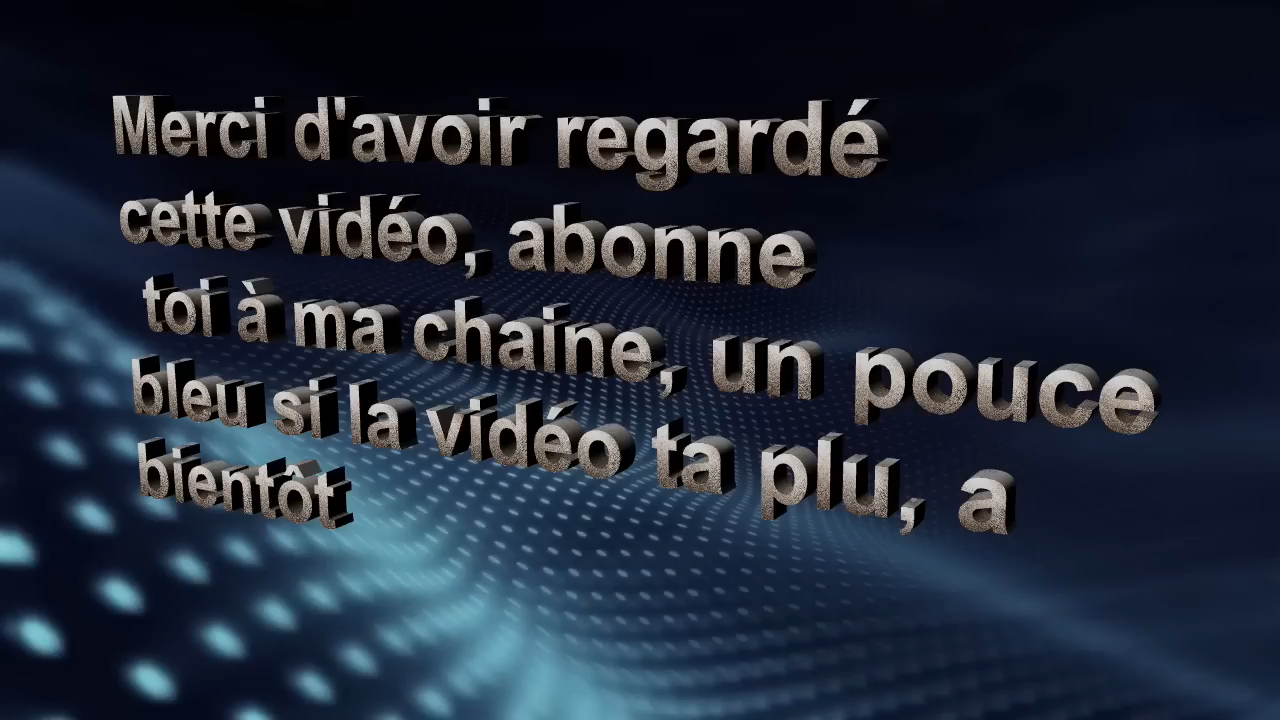 Merci d'avoir regardé
cette vidéo, abonne
toi à ma chaine, un pouce
bleu si la vidéo ta plu, a
bientôt